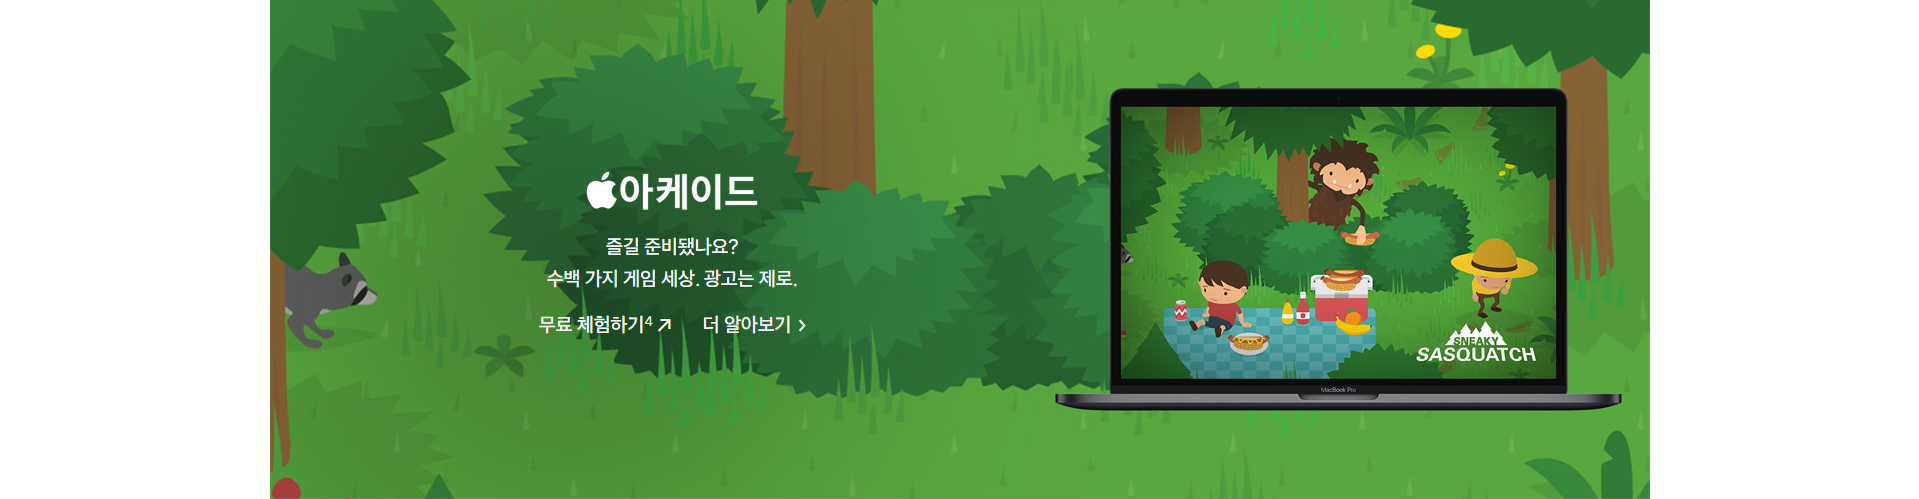 아케이드
즐길 준비됐나요?
수백 가지 게임 세상. 광고는 제로.
무료 체험하기4 더 알아보기
SNEAKY
SASQUATCH
MacBook Pro